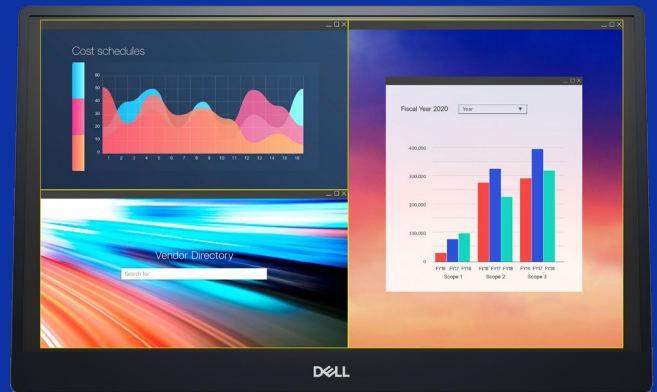 Cost schedules
60
50
40
30
20
10
0
1 2 3 4 5 6 7 8 9 10 11 12 13 14 15 16
Vendor Directory
Search for
Fiscal Year 2020 Year
400,000
300,000
200,000
100,000
0
FY16 FY17 FY18 FY16 FY17 FY18 FY16 FY17 FY18
Scope 1 Scope 2 Scope 3
DELL